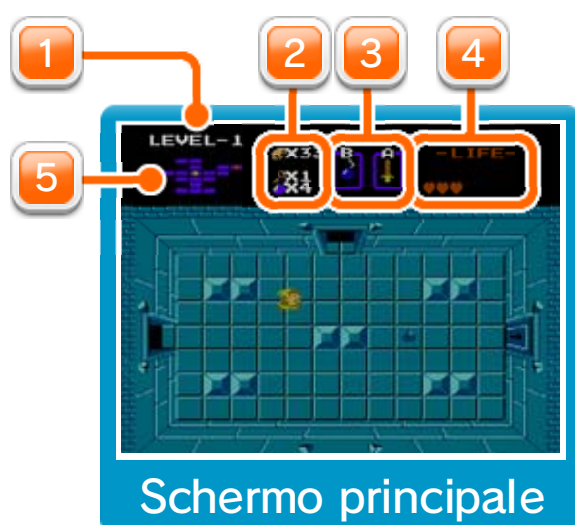 1
2
3
4
5
LEVEL-1
X33
X1
X4
B
A
-LIFE-
Schermo principale